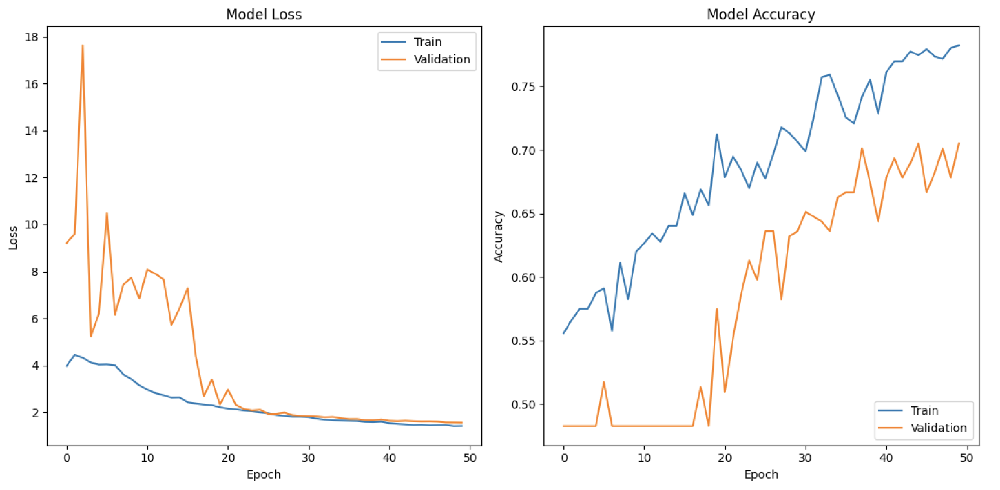 Model Loss
18
16
14
12
10
8
6
4
2
Loss
0 10 20 30 40 50
Epoch
Train
Validation
Model Accuracy
0.75
0.70
0.65
0.60
0.55
0.50
Accuracy
0 10 20 30 40 50
Epoch
Train
Validation